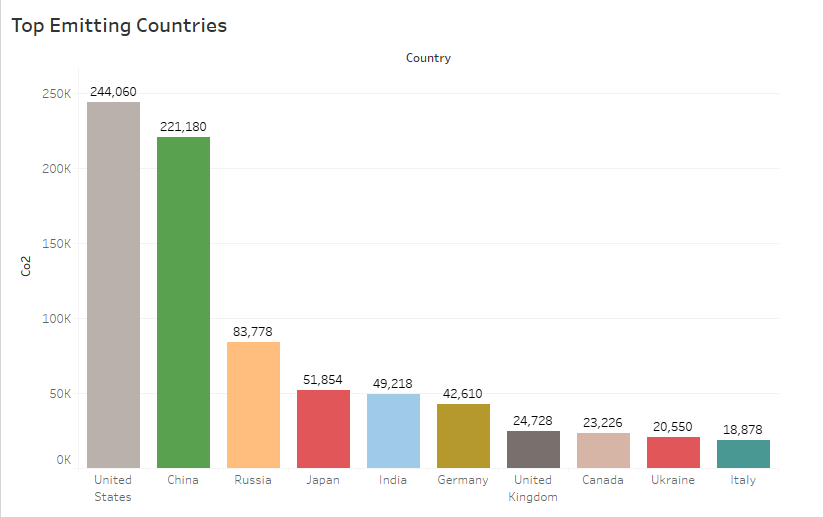 Top Emitting Countries
Country
250K
200K
150K
100K
50K
0K
Co2
244,060
221,180
83,778
51,854
49,218
42,610
24,728
23,226
20,550
18,878
United
States
China
Russia
Japan
India
Germany
United
Kingdom
Canada
Ukraine
Italy